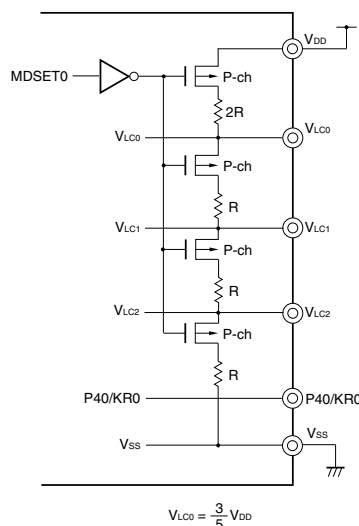 VDD
MDSET0
P-ch
2R
VLC0
VLC0
P-ch
R
VLC1
VLC1
P-ch
R
VLC2
VLC2
P-ch
R
P40/KR0
P40/KR0
VSS
VSS
VLC0 = 3/5 VDD